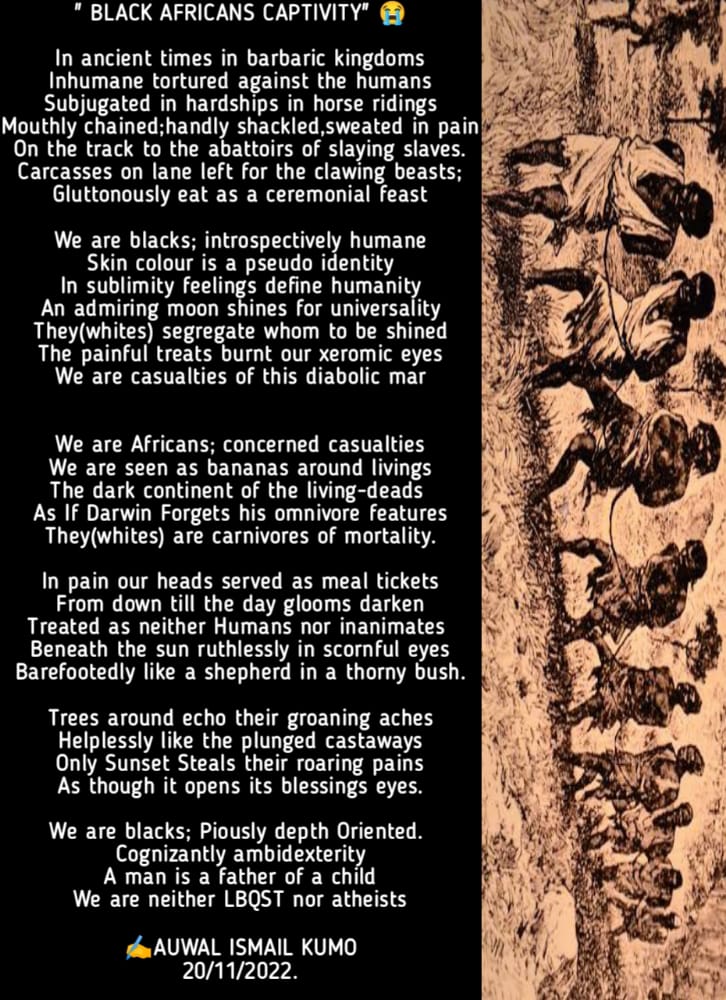 " BLACK AFRICANS CAPTIVITY" 😭
In ancient times in barbaric kingdoms
Inhumane tortured against the humans
Subjugated in hardships in horse ridings
Mouthly chained;handly shackled,sweated in pain
On the track to the abattoirs of slaying slaves.
Carcasses on lane left for the clawing beasts;
Gluttonously eat as a ceremonial feast
We are blacks; introspectively humane
Skin colour is a pseudo identity
In sublimity feelings define humanity
An admiring moon shines for universality
They(whites) segregate whom to be shined
The painful treats burnt our xeromic eyes
We are casualties of this diabolic mar
We are Africans; concerned casualties
We are seen as bananas around livings
The dark continent of the living-deads
As If Darwin Forgets his omnivore features
They(whites) are carnivores of mortality.
In pain our heads served as meal tickets
From down till the day glooms darken
Treated as neither Humans nor inanimates
Beneath the sun ruthlessly in scornful eyes
Barefootedly like a shepherd in a thorny bush.
Trees around echo their groaning aches
Helplessly like the plunged castaways
Only Sunset Steals their roaring pains
As though it opens its blessings eyes.
We are blacks; Piously depth Oriented.
Cognizantly ambidexterity
A man is a father of a child
We are neither LBQST nor atheists
✍️AUWAL ISMAIL KUMO
20/11/2022.